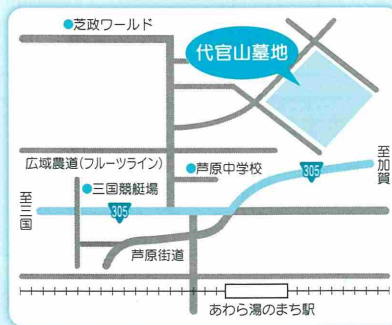 芝政ワールド
代官山墓地
広域農道(フルーツライン)
芦原中学校
305
至加賀
三国競艇場
305
至三国
芦原街道
あわら湯のまち駅